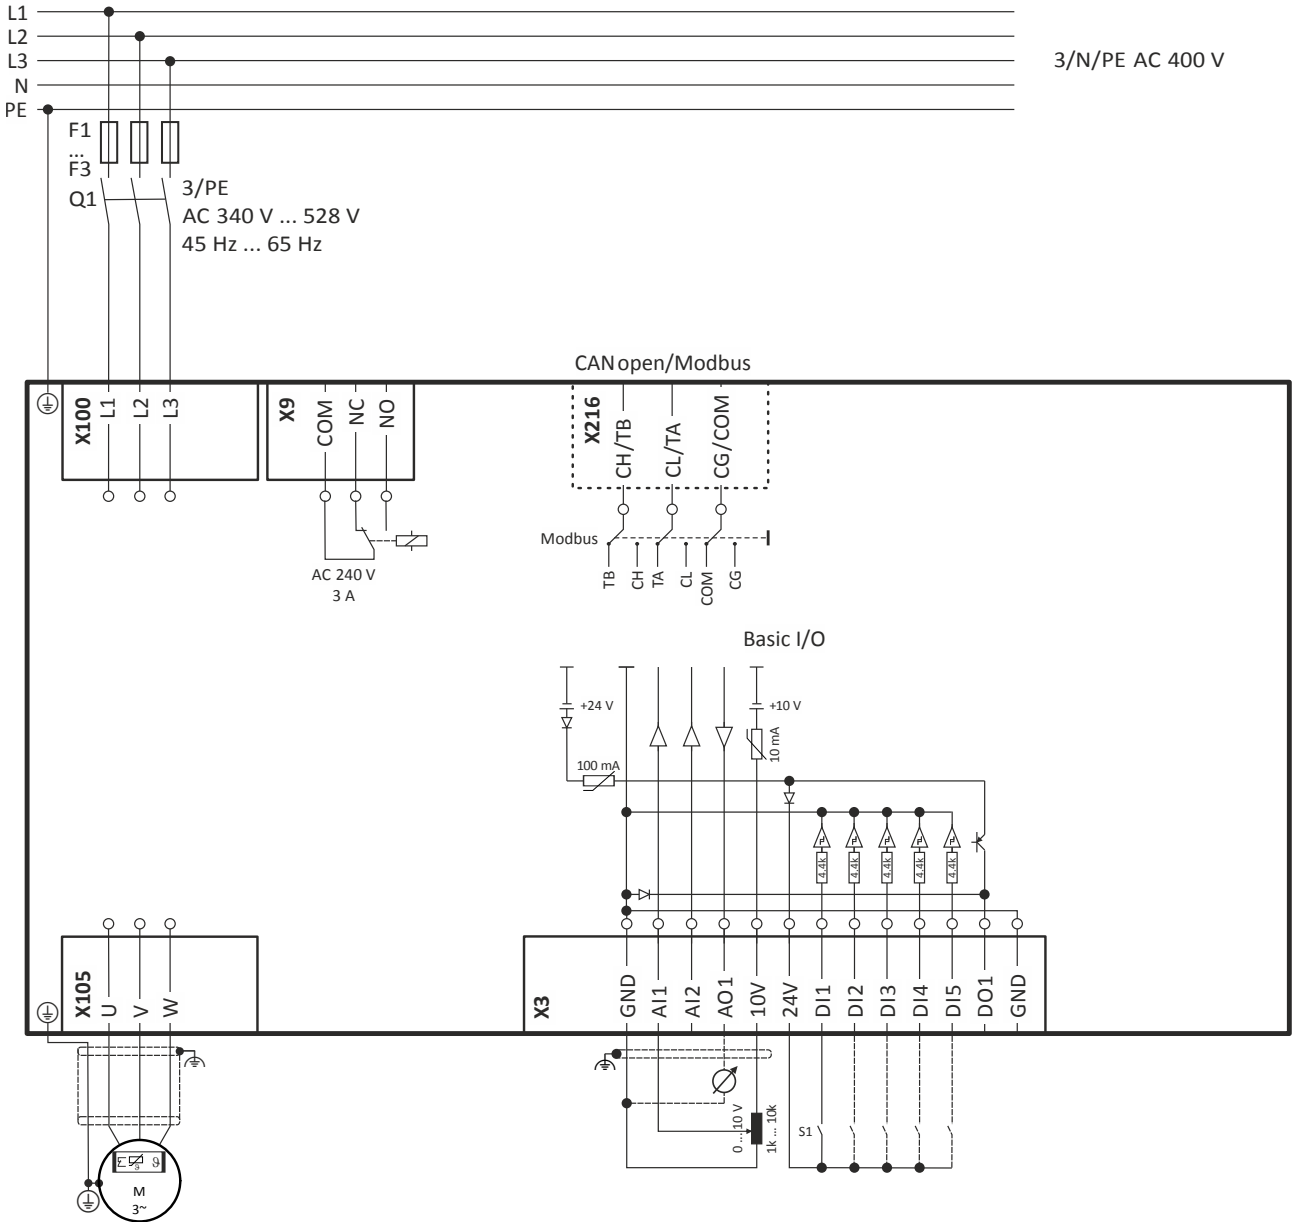 L1
L2
L3
N
PE
3/N/PE AC 400 V
F1
...
F3
Q1
3/PE
AC 340 V ... 528 V
45 Hz ... 65 Hz
CANopen/Modbus
X100
L1
L2
L3
X9
COM
NC
NO
X216
CH/TB
CL/TA
CG/COM
AC 240 V
3 A
Modbus
TB
CH
TA
CL
COM
CG
Basic I/O
+24 V
+10 V
10 mA
100 mA
4.4k
4.4k
4.4k
4.4k
4.4k
X105
U
V
W
X3
GND
AI1
AI2
AO1
10V
24V
DI1
DI2
DI3
DI4
DI5
DO1
GND
0 ... 10 V
1k ... 10k
S1
ϑ
M
3~